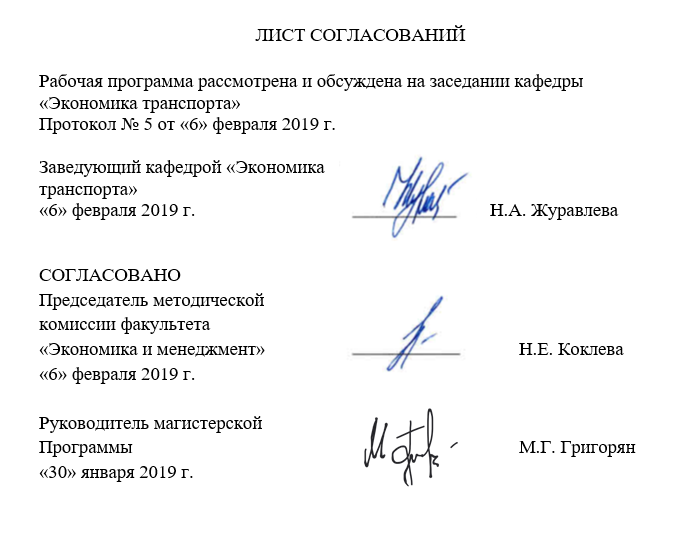 ЛИСТ СОГЛАСОВАНИЙ
Рабочая программа рассмотрена и обсуждена на заседании кафедры
«Экономика транспорта»
Протокол № 5 от «6» февраля 2019 г.
Заведующий кафедрой «Экономика
транспорта»
«6» февраля 2019 г. Н.А. Журавлева
СОГЛАСОВАНО
Председатель методической
комиссии факультета
«Экономика и менеджмент» Н.Е. Коклева
«6» февраля 2019 г.
Руководитель магистерской
Программы М.Г. Григорян
«30» января 2019 г.